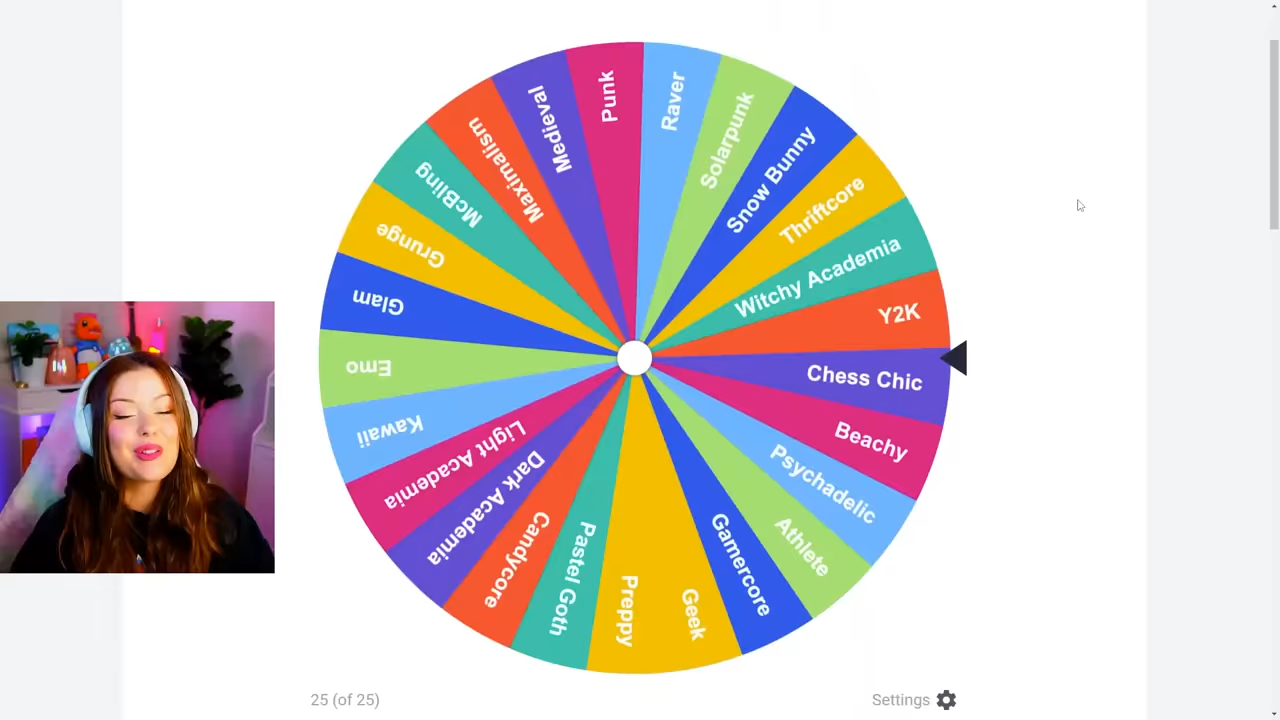 Punk
Raver
Solarpunk
Snow Bunny
Thriftcore
Witchy Academia
Y2K
Chess Chic
Beachy
Psychadelic
Athlete
Gamercore
Geek
Preppy
Pastel Goth
Candycore
Dark Academia
Light Academia
Kawaii
Emo
Glam
Grunge
McBling
Maximalism
Medieval
25 (of 25)
Settings